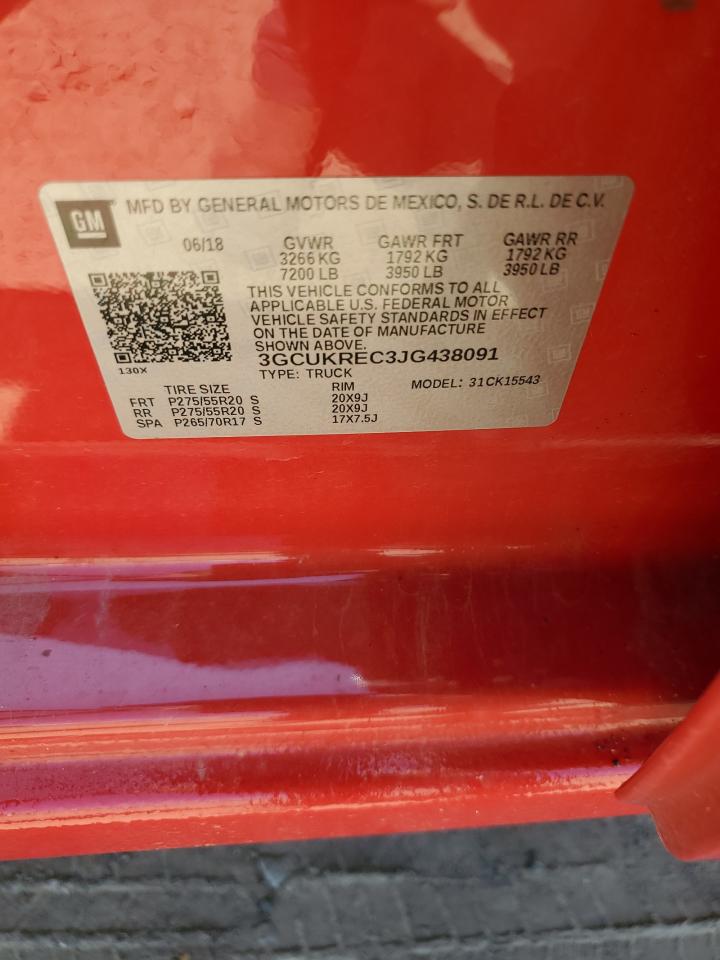 GM MFD BY GENERAL MOTORS DE MEXICO, S. DE R.L. DE C.V.
06/18 GVWR GAWR FRT GAWR RR
3266 KG 1792 KG 1792 KG
7200 LB 3950 LB 3950 LB
THIS VEHICLE CONFORMS TO ALL
APPLICABLE U.S. FEDERAL MOTOR
VEHICLE SAFETY STANDARDS IN EFFECT
ON THE DATE OF MANUFACTURE
SHOWN ABOVE.
3GCUKREC3JG438091
130X TYPE: TRUCK MODEL: 31CK15543
TIRE SIZE RIM
FRT P275/55R20 S 20X9J
RR P275/55R20 S 20X9J
SPA P265/70R17 S 17X7.5J